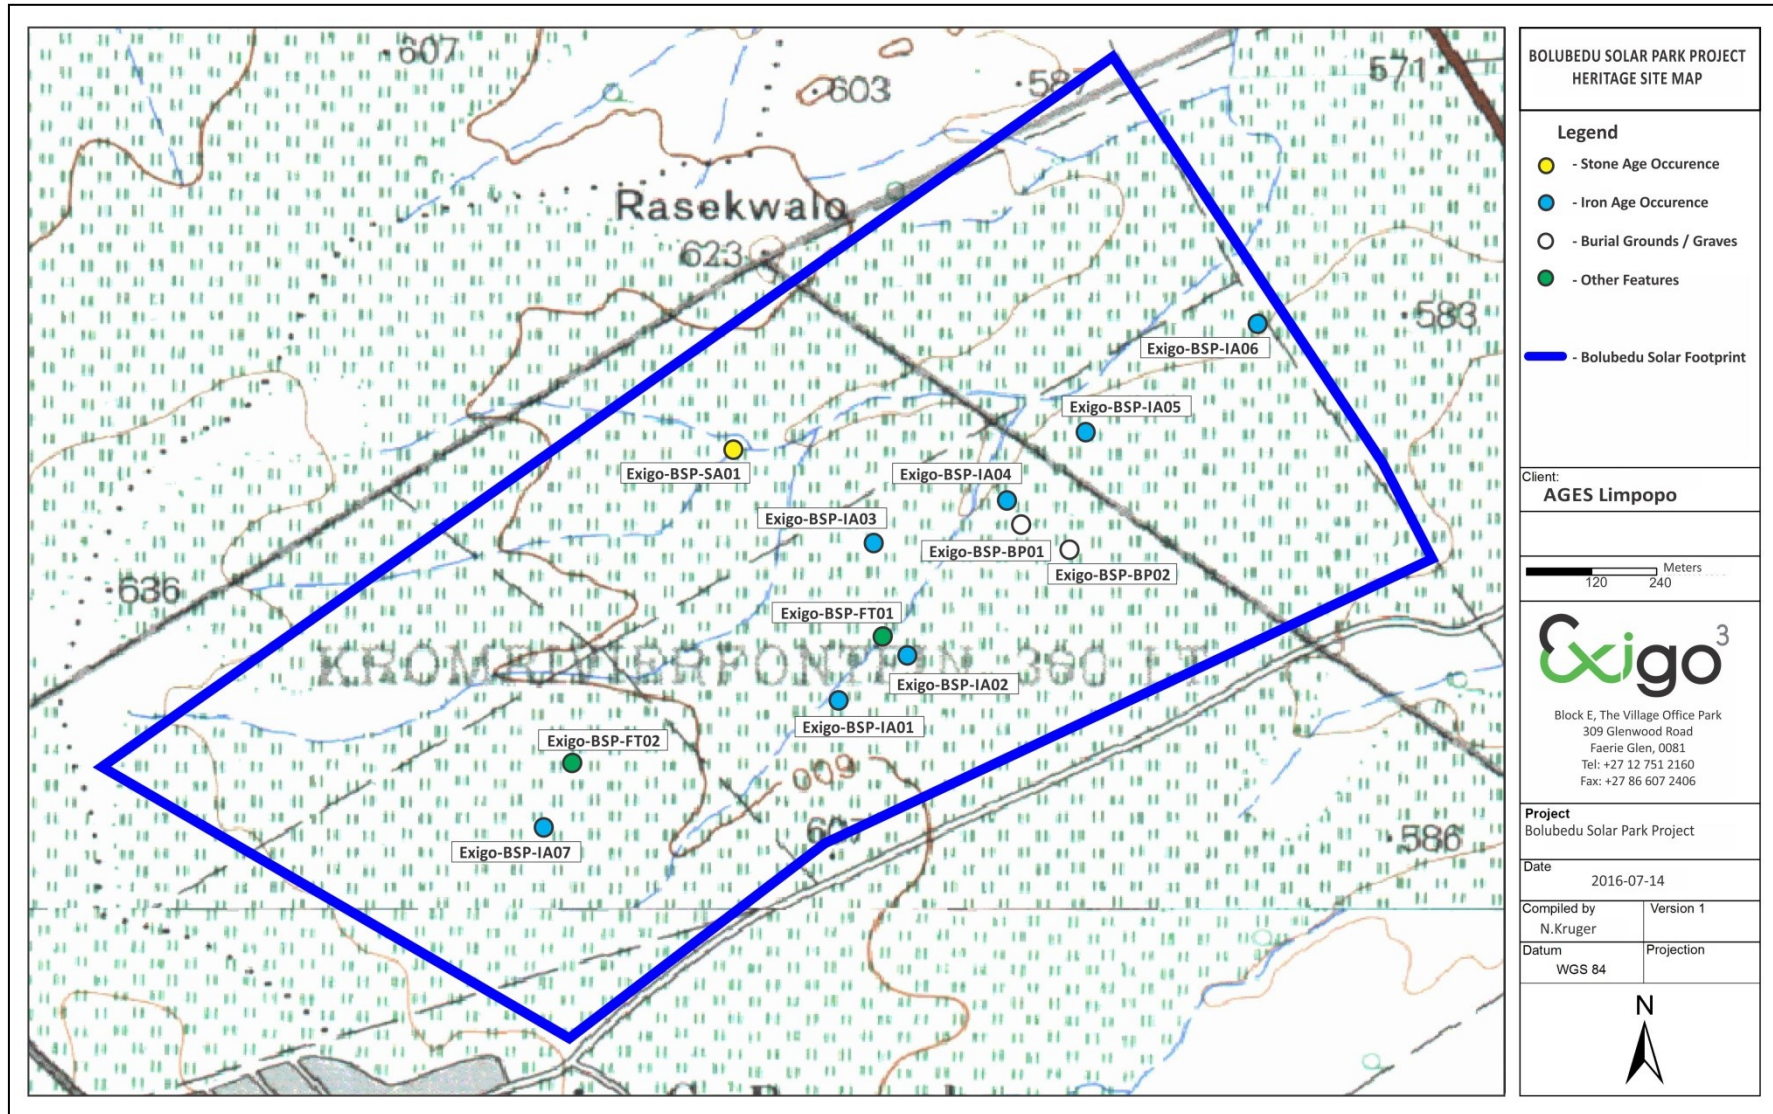 607
603
587
571
Rasekwalo
623
583
Exigo-BSP-IA06
Exigo-BSP-IA05
Exigo-BSP-SA01
Exigo-BSP-IA04
Exigo-BSP-IA03
Exigo-BSP-BP01
Exigo-BSP-BP02
636
Exigo-BSP-FT01
Exigo-BSP-IA02
Exigo-BSP-IA01
Exigo-BSP-FT02
600
607
586
Exigo-BSP-IA07
BOLUBEDU SOLAR PARK PROJECT
HERITAGE SITE MAP
Legend
- Stone Age Occurence
- Iron Age Occurence
- Burial Grounds / Graves
- Other Features
- Bolubedu Solar Footprint
Client:
AGES Limpopo
Meters
120 240
Exigo3
Block E, The Village Office Park
309 Glenwood Road
Faerie Glen, 0081
Tel: +27 12 751 2160
Fax: +27 86 607 2406
Project
Bolubedu Solar Park Project
Date
2016-07-14
Compiled by Version 1
N.Kruger
Datum Projection
WGS 84
N